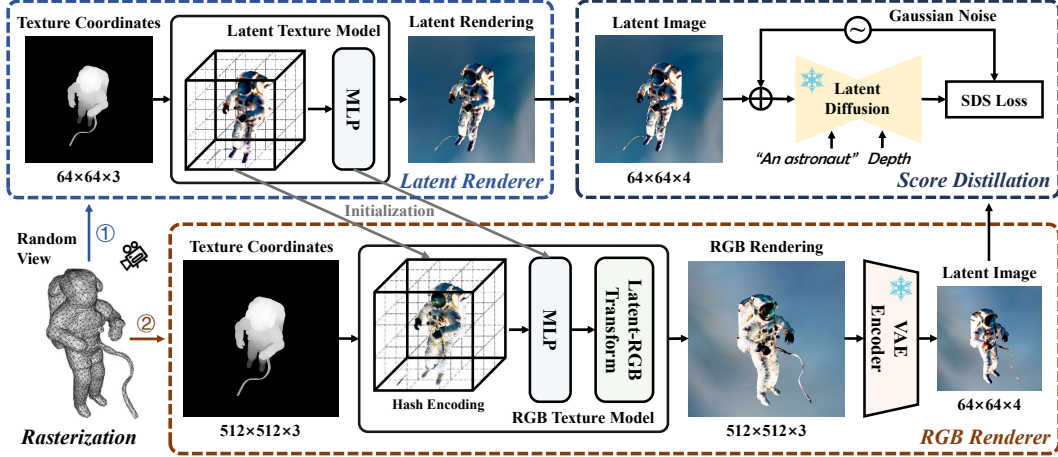 Texture Coordinates
Latent Texture Model
MLP
Latent Rendering
64×64×3
Latent Renderer
Latent Image
Gaussian Noise
~
Latent
Diffusion
SDS Loss
“An astronaut”
Depth
64×64×4
Score Distillation
Initialization
①
Random
View
②
Rasterization
Texture Coordinates
512×512×3
Hash Encoding
MLP
Latent-RGB
Transform
RGB Texture Model
RGB Rendering
512×512×3
VAE
Encoder
Latent Image
64×64×4
RGB Renderer